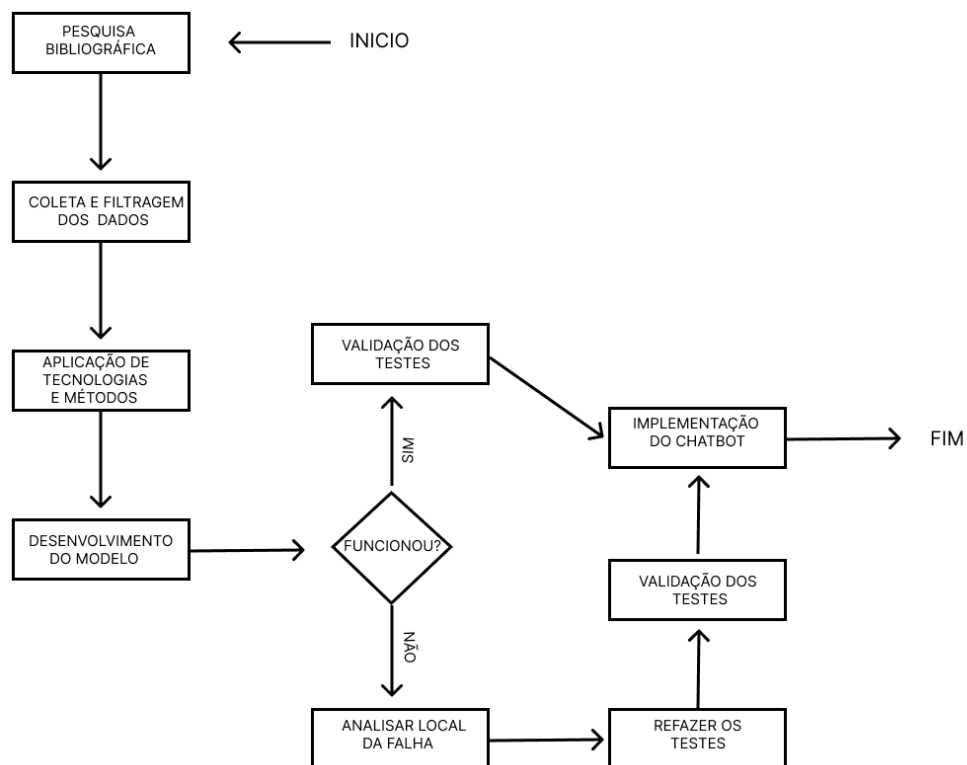 PESQUISA
BIBLIOGRÁFICA
INICIO
COLETA E FILTRAGEM
DOS DADOS
APLICAÇÃO DE
TECNOLOGIAS
E MÉTODOS
DESENVOLVIMENTO
DO MODELO
FUNCIONOU?
SIM
VALIDAÇÃO DOS
TESTES
NÃO
ANALISAR LOCAL
DA FALHA
REFAZER OS
TESTES
VALIDAÇÃO DOS
TESTES
IMPLEMENTAÇÃO
DO CHATBOT
FIM